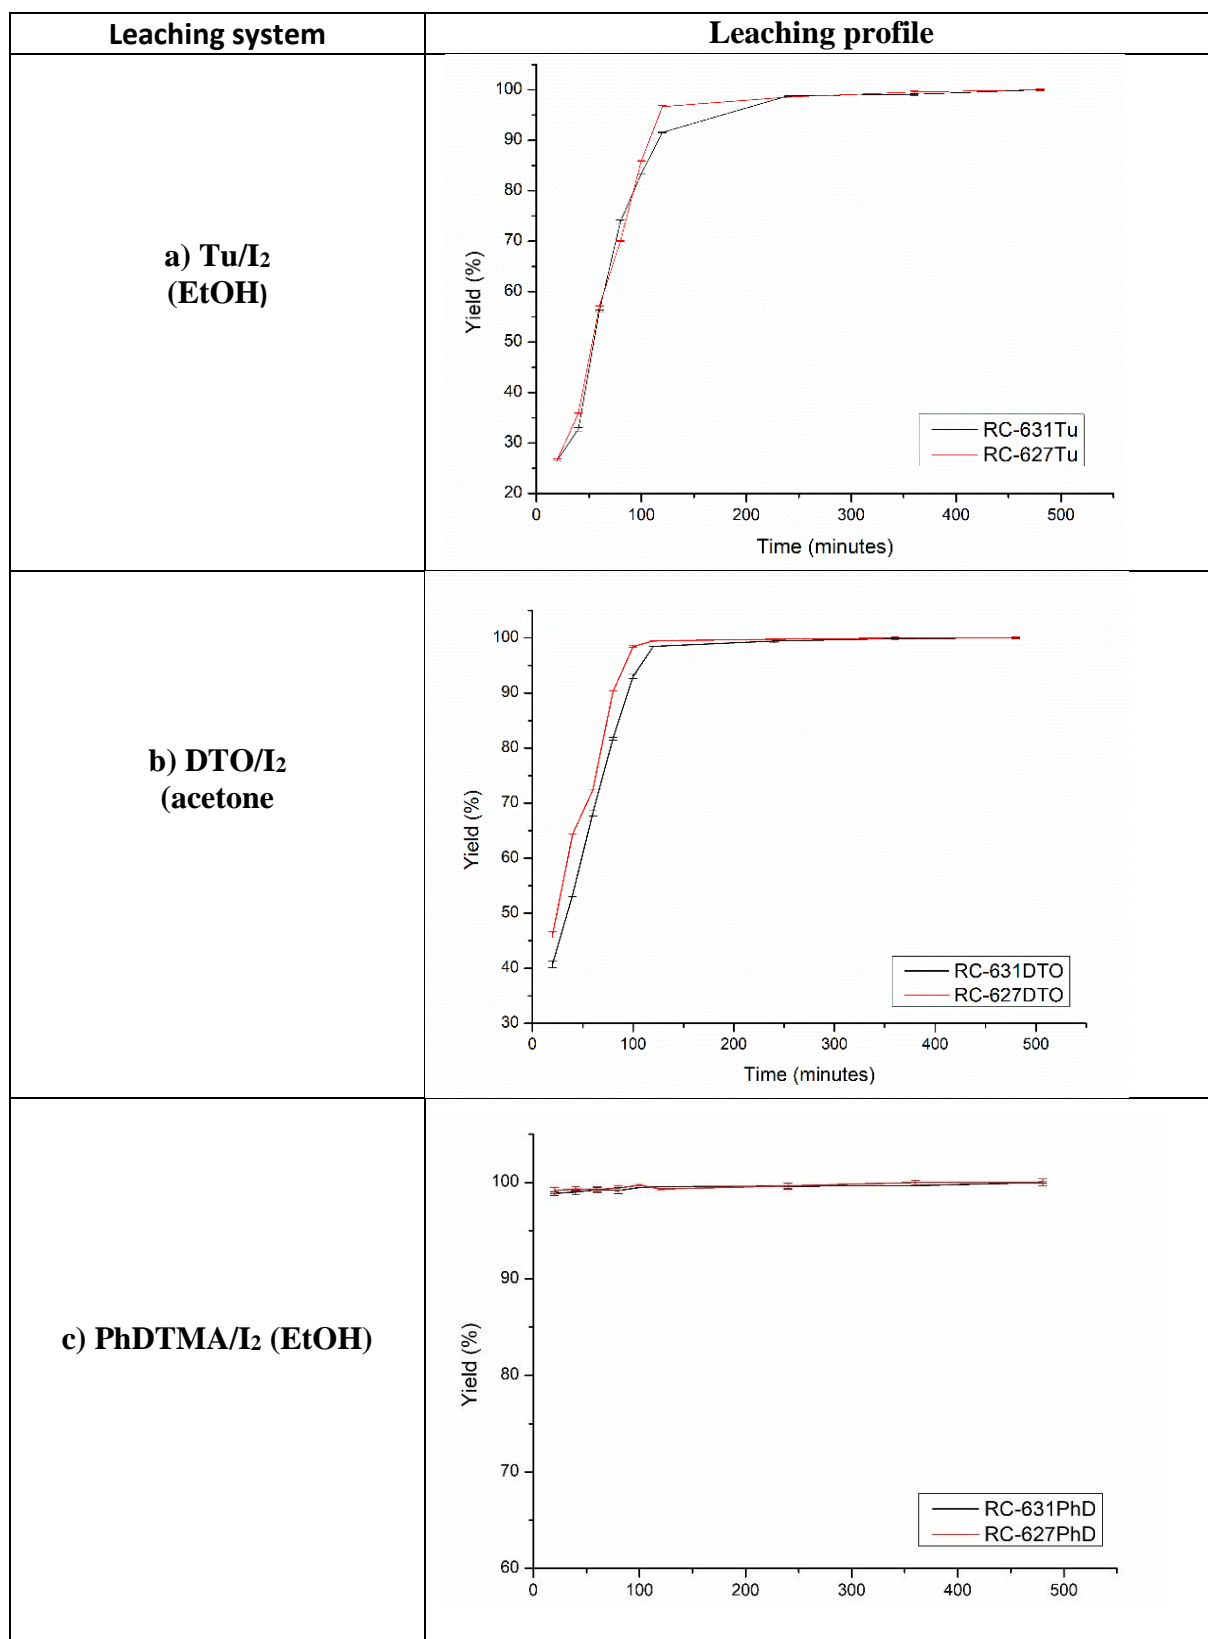 Leaching system
Leaching profile
a) Tu/I₂
(EtOH)
100
90
80
70
60
50
40
30
20
Yield (%)
RC-631Tu
RC-627Tu
0 100 200 300 400 500
Time (minutes)
b) DTO/I₂
(acetone
100
90
80
70
60
50
40
30
Yield (%)
RC-631DTO
RC-627DTO
0 100 200 300 400 500
Time (minutes)
c) PhDTMA/I₂ (EtOH)
100
90
80
70
60
Yield (%)
RC-631PhD
RC-627PhD
0 100 200 300 400 500